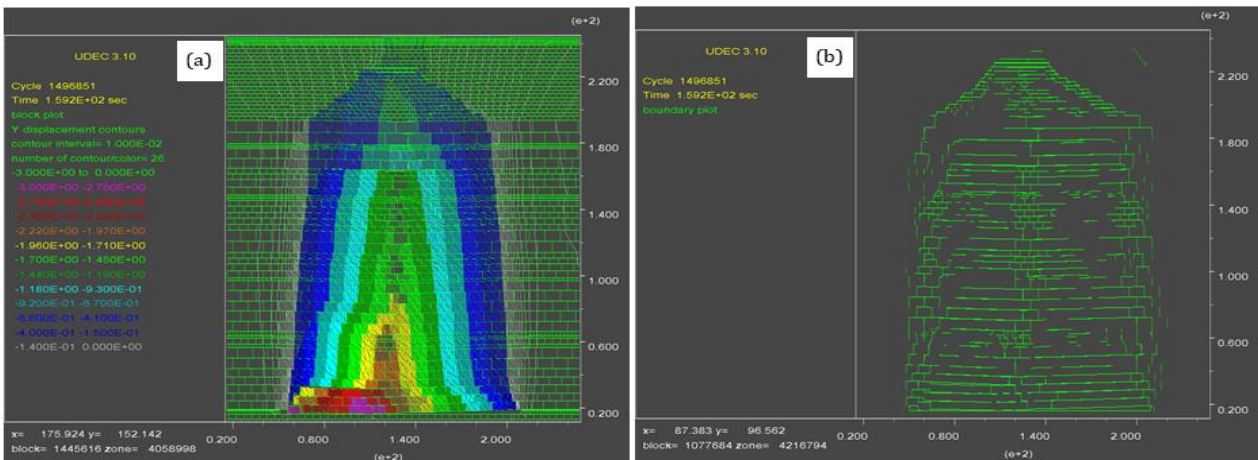 (e+2)
UDEC 3.10
(a)
Cycle 1496851
Time 1.592E+02 sec
block plot
Y displacement contours
contour interval= 1.000E-02
number of contour/color= 26
-3.000E+00 to 0.000E+00
-3.000E+00 -2.750E+00
-2.220E+00 -1.970E+00
-1.960E+00 -1.710E+00
-1.700E+00 -1.450E+00
-1.440E+00 -1.190E+00
-1.180E+00 -9.300E-01
-9.200E-01 -6.700E-01
-6.600E-01 -4.100E-01
-4.000E-01 -1.500E-01
-1.400E-01 0.000E+00
2.200
1.800
1.400
1.000
0.600
0.200
x= 175.924 y= 152.142
block= 1445616 zone= 4058998
0.200 0.800 1.400 2.000
(e+2)
(e+2)
UDEC 3.10
(b)
Cycle 1496851
Time 1.592E+02 sec
boundary plot
2.200
1.800
1.400
1.000
0.600
0.200
x= 87.383 y= 96.562
block= 1077684 zone= 4216794
0.200 0.800 1.400 2.000
(e+2)